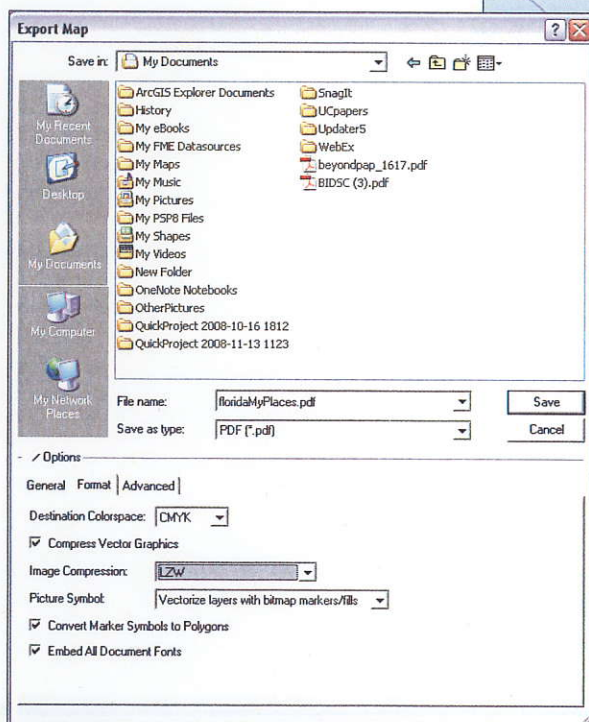 Export Map
Save in: My Documents
My Recent Documents
Desktop
My Documents
My Computer
My Network Places
ArcGIS Explorer Documents
History
My eBooks
My FME Datasources
My Maps
My Music
My Pictures
My PSP8 Files
My Shapes
My Videos
New Folder
OneNote Notebooks
OtherPictures
QuickProject 2008-10-16 1812
QuickProject 2008-11-13 1123
SnagIt
UCpapers
Updater5
WebEx
beyondpap_1617.pdf
BIDSC (3).pdf
File name: floridaMyPlaces.pdf
Save
Save as type: PDF (*.pdf)
Cancel
Options
General Format Advanced
Destination Colorspace: CMYK
Compress Vector Graphics
Image Compression: LZW
Picture Symbol: Vectorize layers with bitmap markers/fills
Convert Marker Symbols to Polygons
Embed All Document Fonts